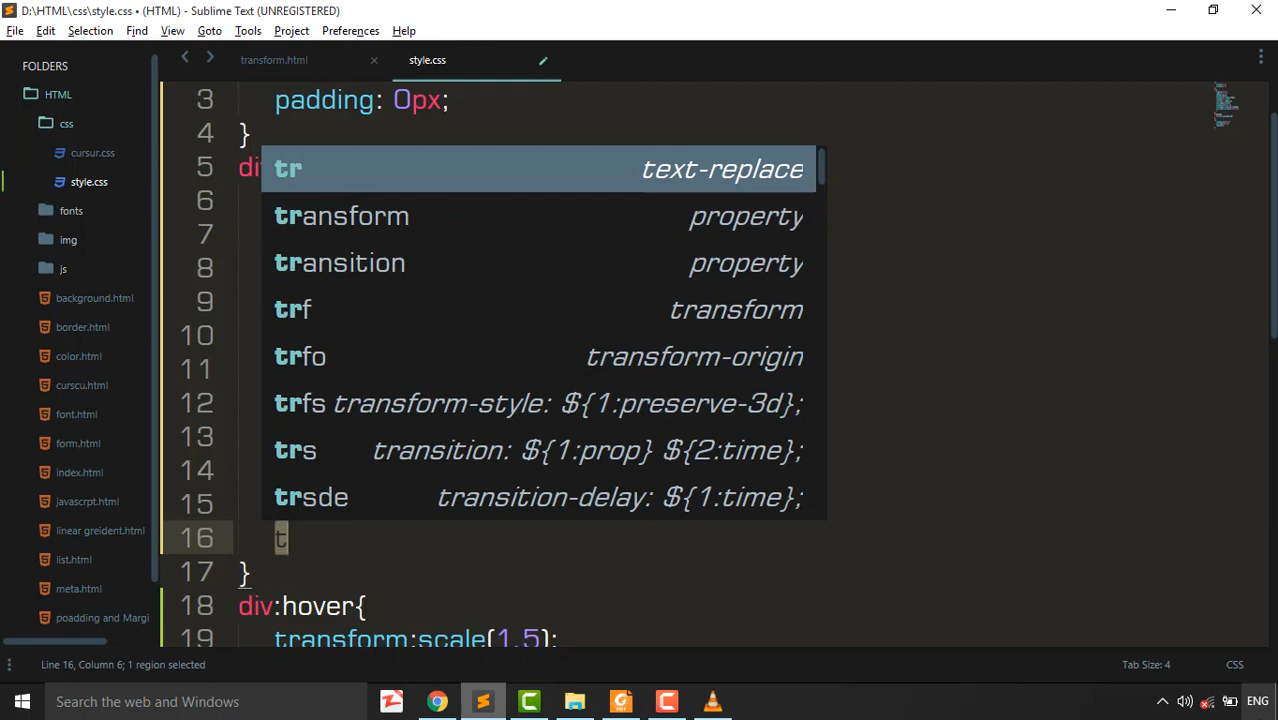 D:\HTML\css\style.css • (HTML) - Sublime Text (UNREGISTERED)
File Edit Selection Find View Goto Tools Project Preferences Help
FOLDERS
HTML
css
cursur.css
style.css
fonts
img
js
background.html
border.html
color.html
curscu.html
font.html
form.html
index.html
javascrpt.html
linear greident.html
list.html
meta.html
poadding and Margi
transform.html
style.css
3 padding: 0px;
4 }
5 di
6
7
8
9
10
11
12
13
14
15
16 t
17 }
18 div:hover{
19 transform:scale(1.5);
tr text-replace
transform property
transition property
trf transform
trfo transform-origin
trfs transform-style: ${1:preserve-3d};
trs transition: ${1:prop} ${2:time};
trsde transition-delay: ${1:time};
Line 16, Column 6; 1 region selected
Tab Size: 4
CSS
Search the web and Windows
ENG